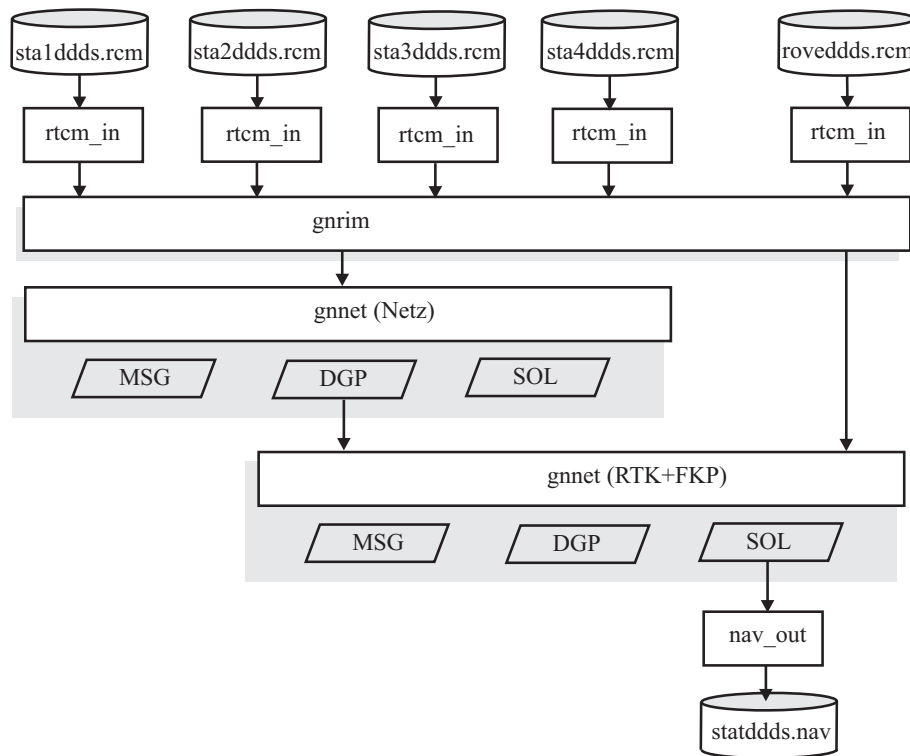 sta1ddds.rcm sta2ddds.rcm sta3ddds.rcm sta4ddds.rcm roveddds.rcm
rtcm_in rtcm_in rtcm_in rtcm_in rtcm_in
gnrim
gnnet (Netz)
MSG DGP SOL
gnnet (RTK+FKP)
MSG DGP SOL
nav_out
statddds.nav